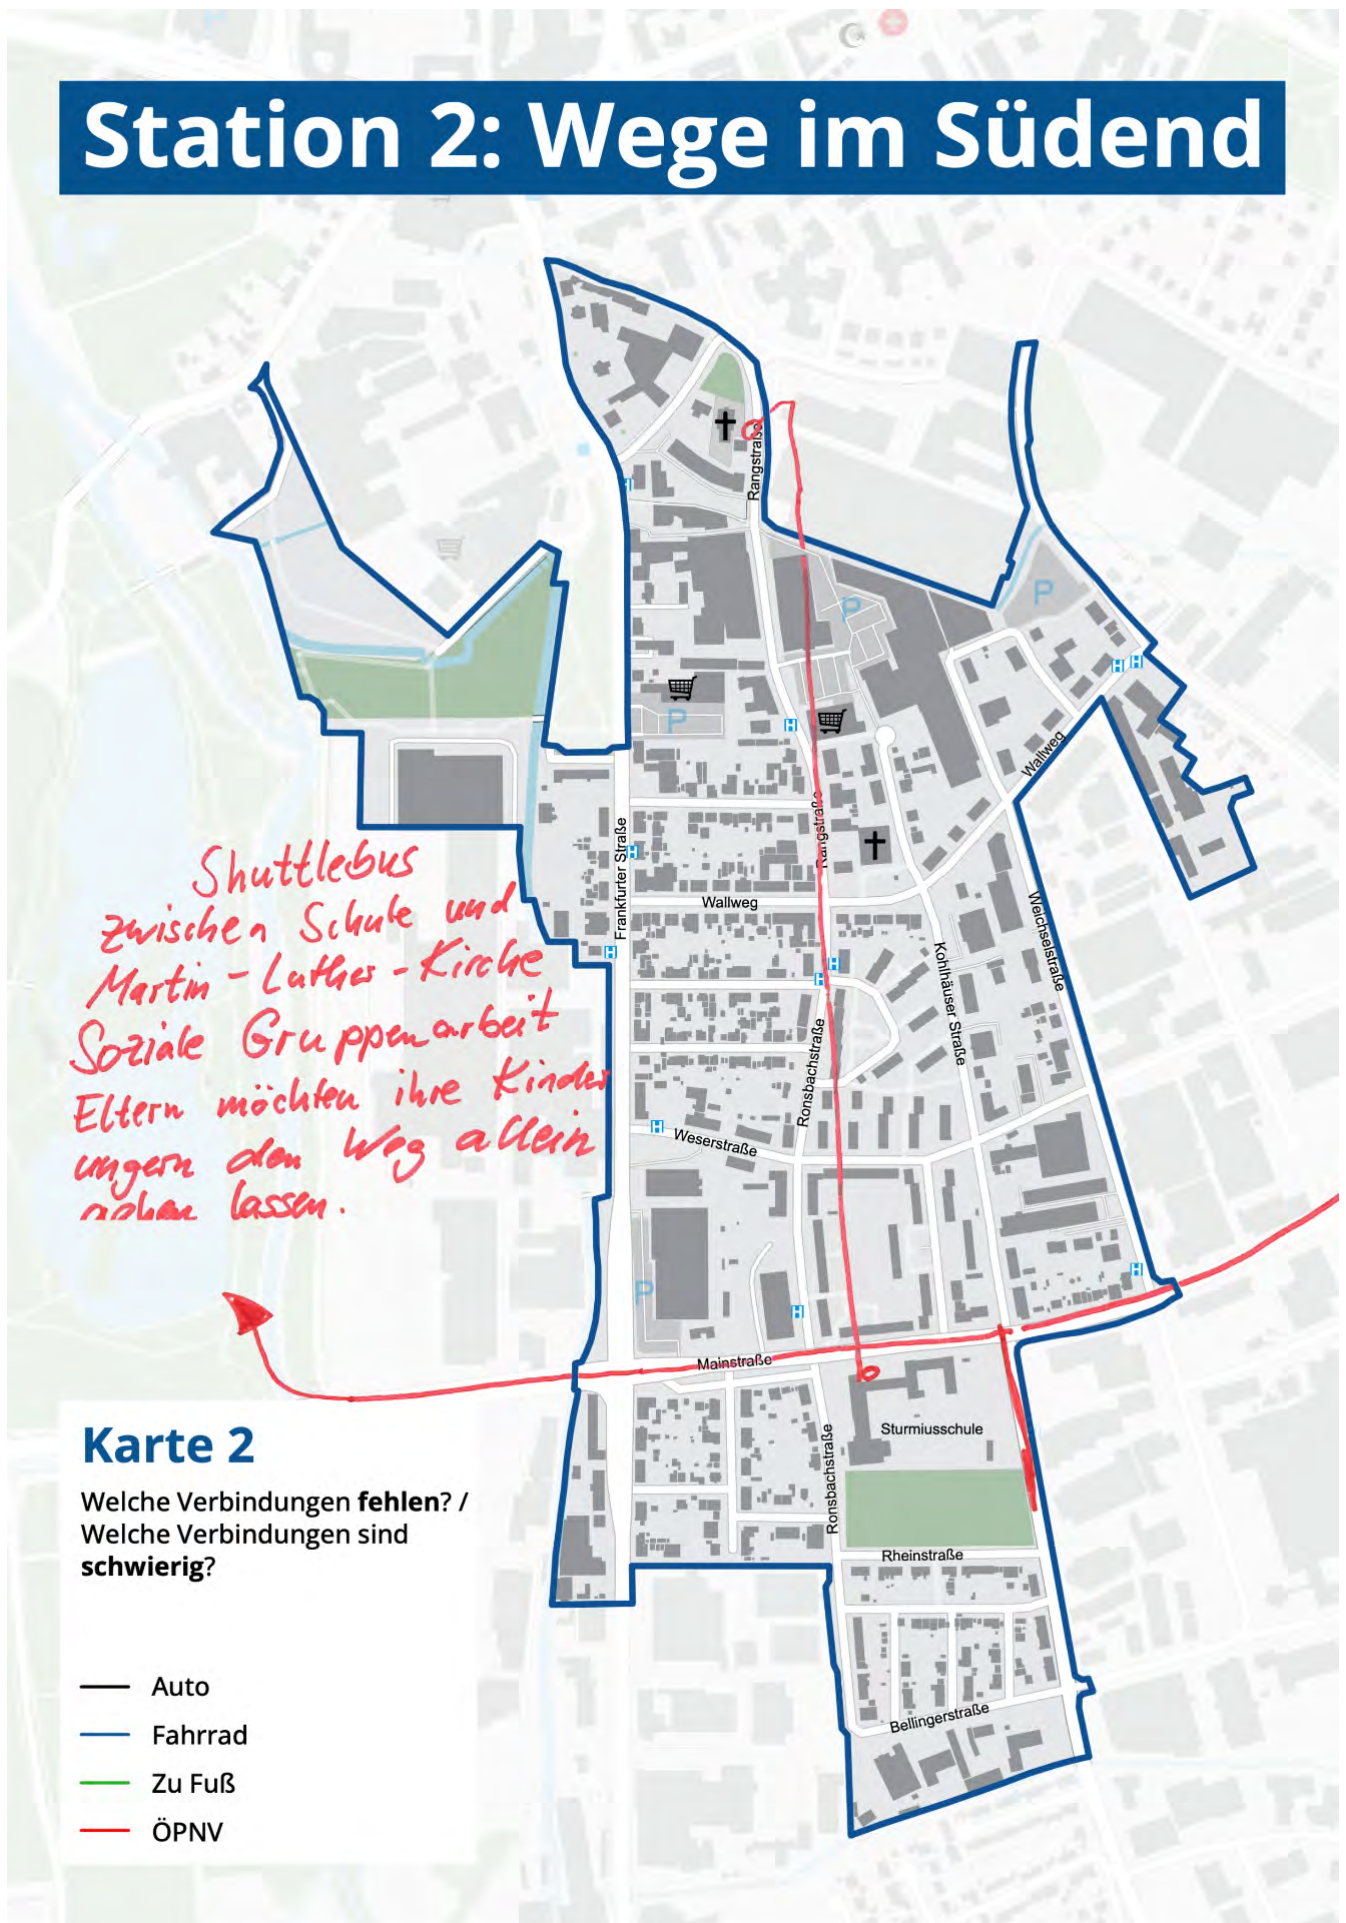 Station 2: Wege im Südend
Rangstraße
P
P
H
P
H
H
H
Wallweg
Rangstraße
Frankfurter Straße
H
Wallweg
Weichselstraße
Kohlhäuser Straße
H
H
H
Ronsbachstraße
H
Weserstraße
Shuttlebus
zwischen Schule und
Martin-Luther-Kirche
Soziale Gruppenarbeit
Eltern möchten ihre Kinder
ungern den Weg allein
gehen lassen.
H
P
H
Mainstraße
Sturmiusschule
Ronsbachstraße
Rheinstraße
Bellingerstraße
Karte 2
Welche Verbindungen fehlen? /
Welche Verbindungen sind
schwierig?
Auto
Fahrrad
Zu Fuß
ÖPNV